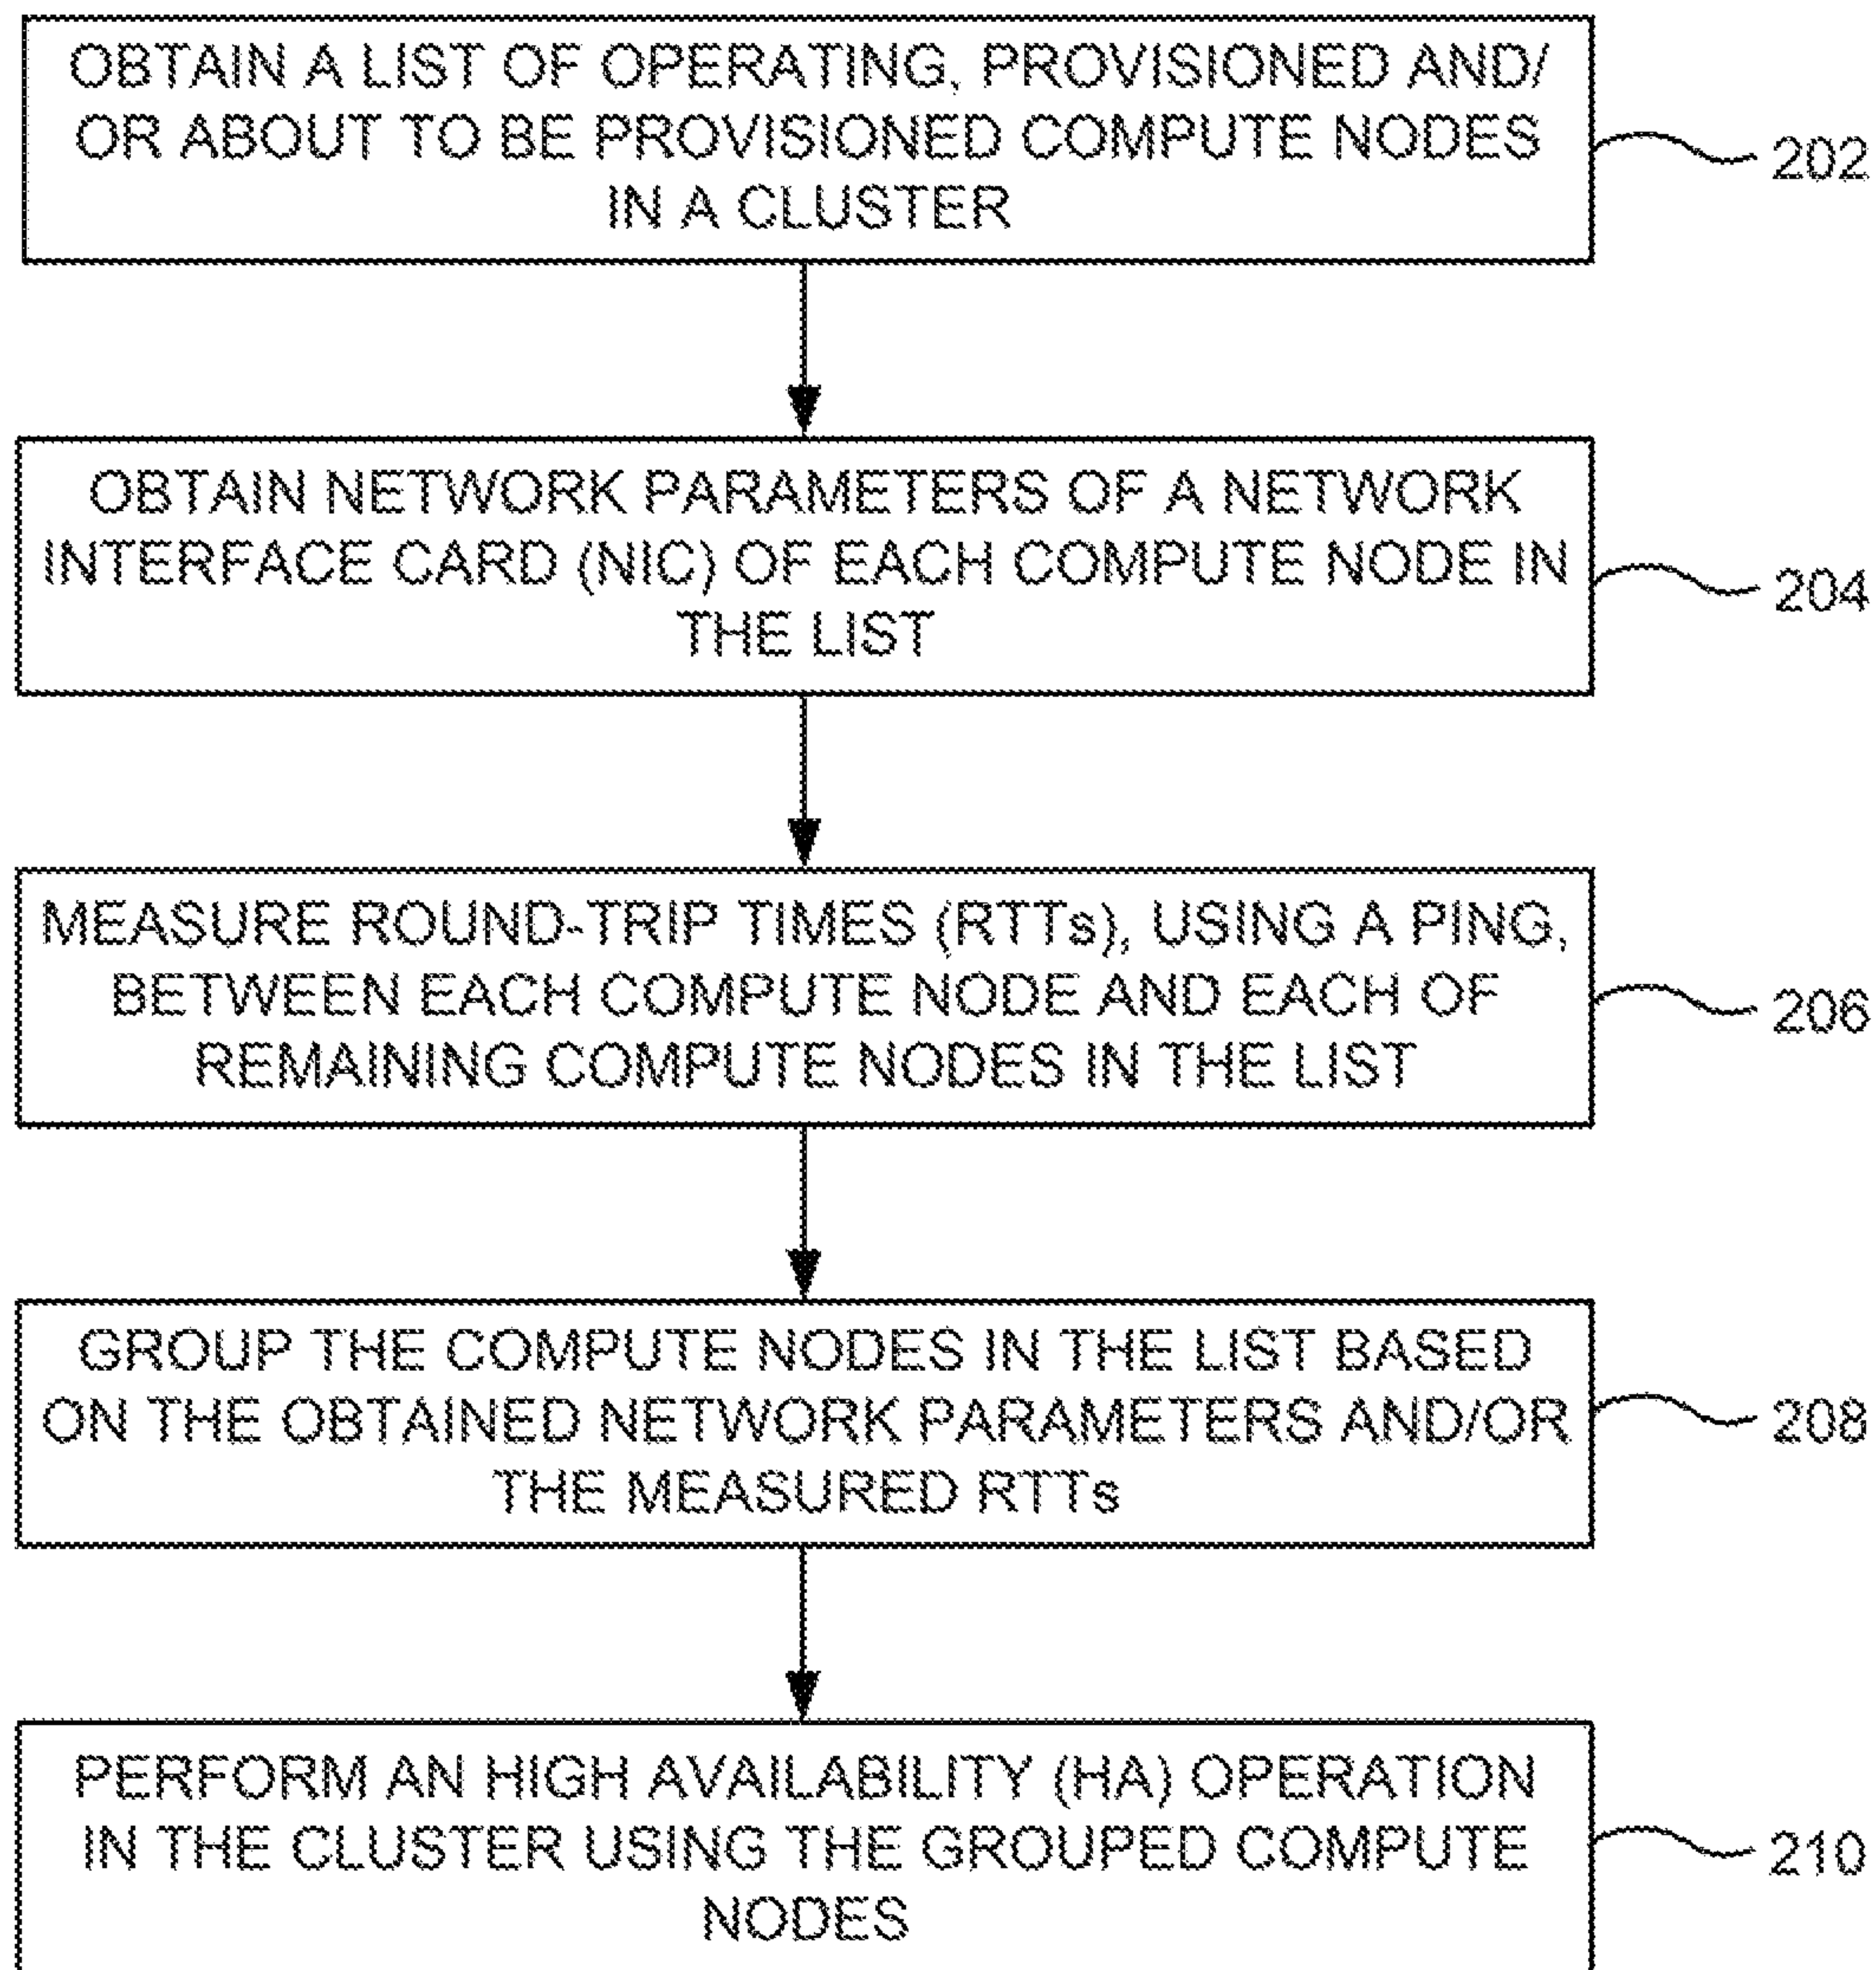 OBTAIN A LIST OF OPERATING, PROVISIONED AND/
OR ABOUT TO BE PROVISIONED COMPUTE NODES
IN A CLUSTER
202
OBTAIN NETWORK PARAMETERS OF A NETWORK
INTERFACE CARD (NIC) OF EACH COMPUTE NODE IN
THE LIST
204
MEASURE ROUND-TRIP TIMES (RTTs), USING A PING,
BETWEEN EACH COMPUTE NODE AND EACH OF
REMAINING COMPUTE NODES IN THE LIST
206
GROUP THE COMPUTE NODES IN THE LIST BASED
ON THE OBTAINED NETWORK PARAMETERS AND/OR
THE MEASURED RTTs
208
PERFORM AN HIGH AVAILABILITY (HA) OPERATION
IN THE CLUSTER USING THE GROUPED COMPUTE
NODES
210